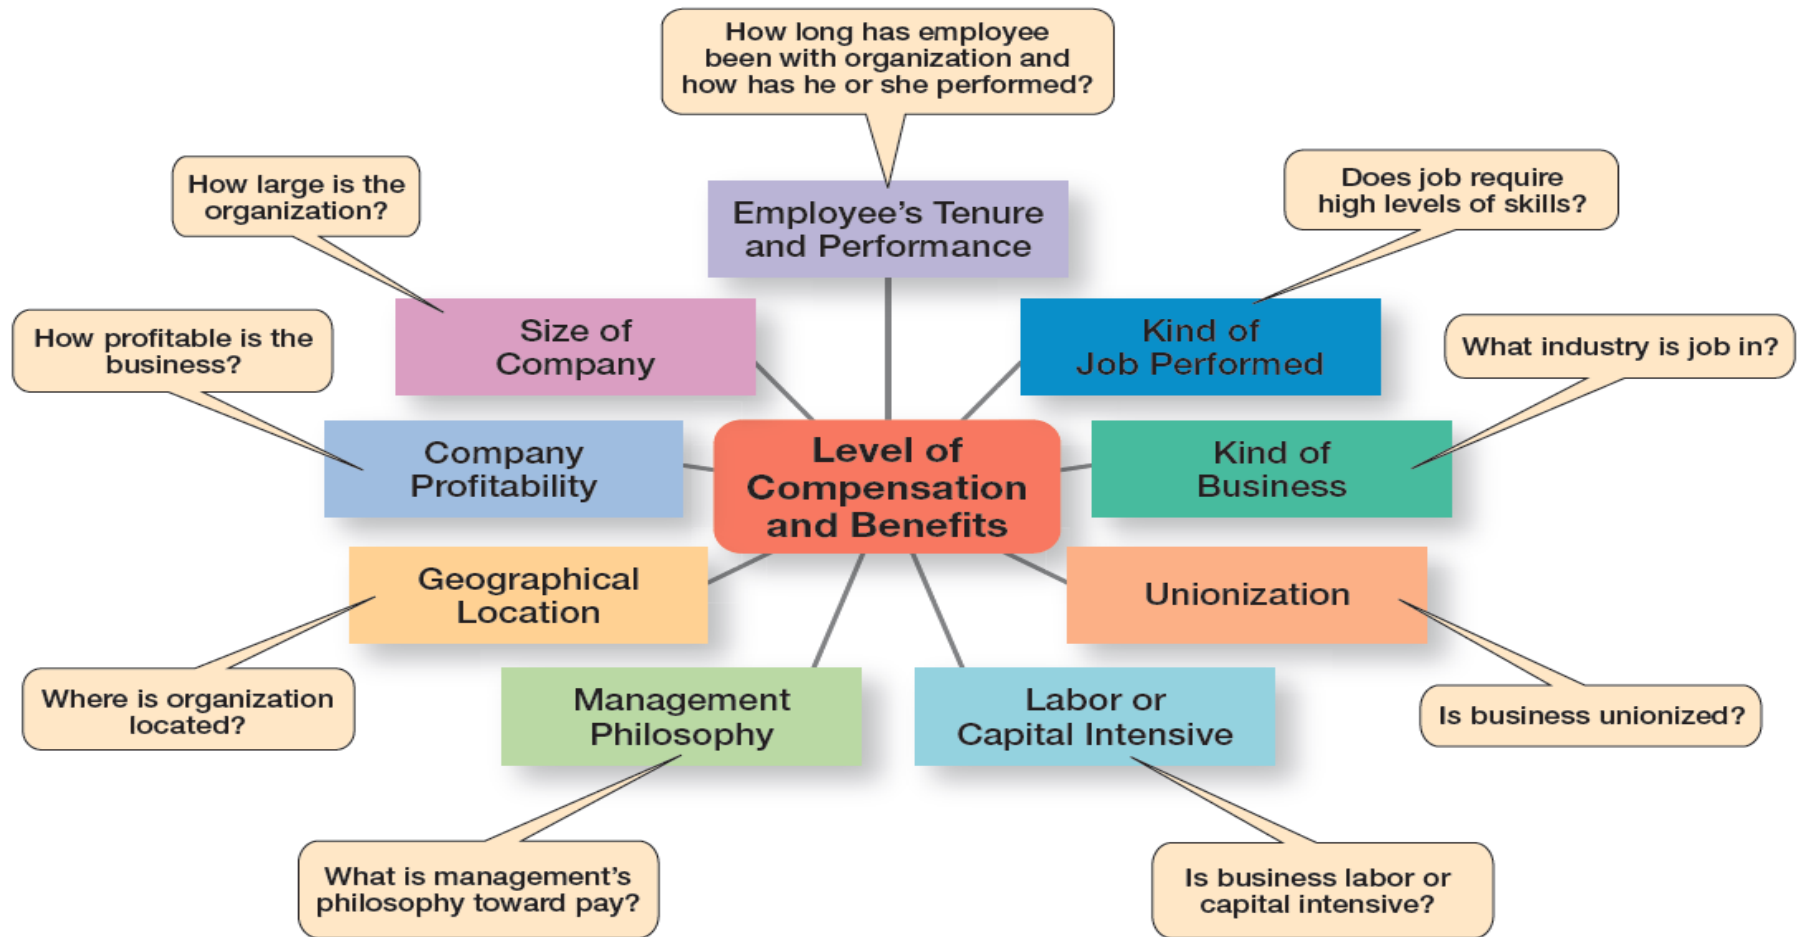 How long has employee
been with organization and
how has he or she performed?
Employee’s Tenure
and Performance
How large is the
organization?
Size of
Company
Does job require
high levels of skills?
Kind of
Job Performed
How profitable is the
business?
Company
Profitability
What industry is job in?
Kind of
Business
Level of
Compensation
and Benefits
Geographical
Location
Where is organization
located?
Unionization
Is business unionized?
Management
Philosophy
What is management’s
philosophy toward pay?
Labor or
Capital Intensive
Is business labor or
capital intensive?